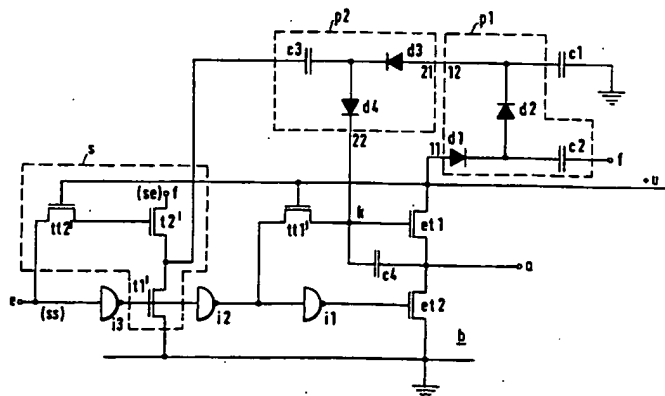 p2
p1
c3
d3
c1
21
12
d4
d2
22
d1
c2
11
f
s
(se)
f
+u
k
tt2'
t2'
tt1'
et1
c4
a
t1'
e
(ss)
et2
i3
i2
i1
b